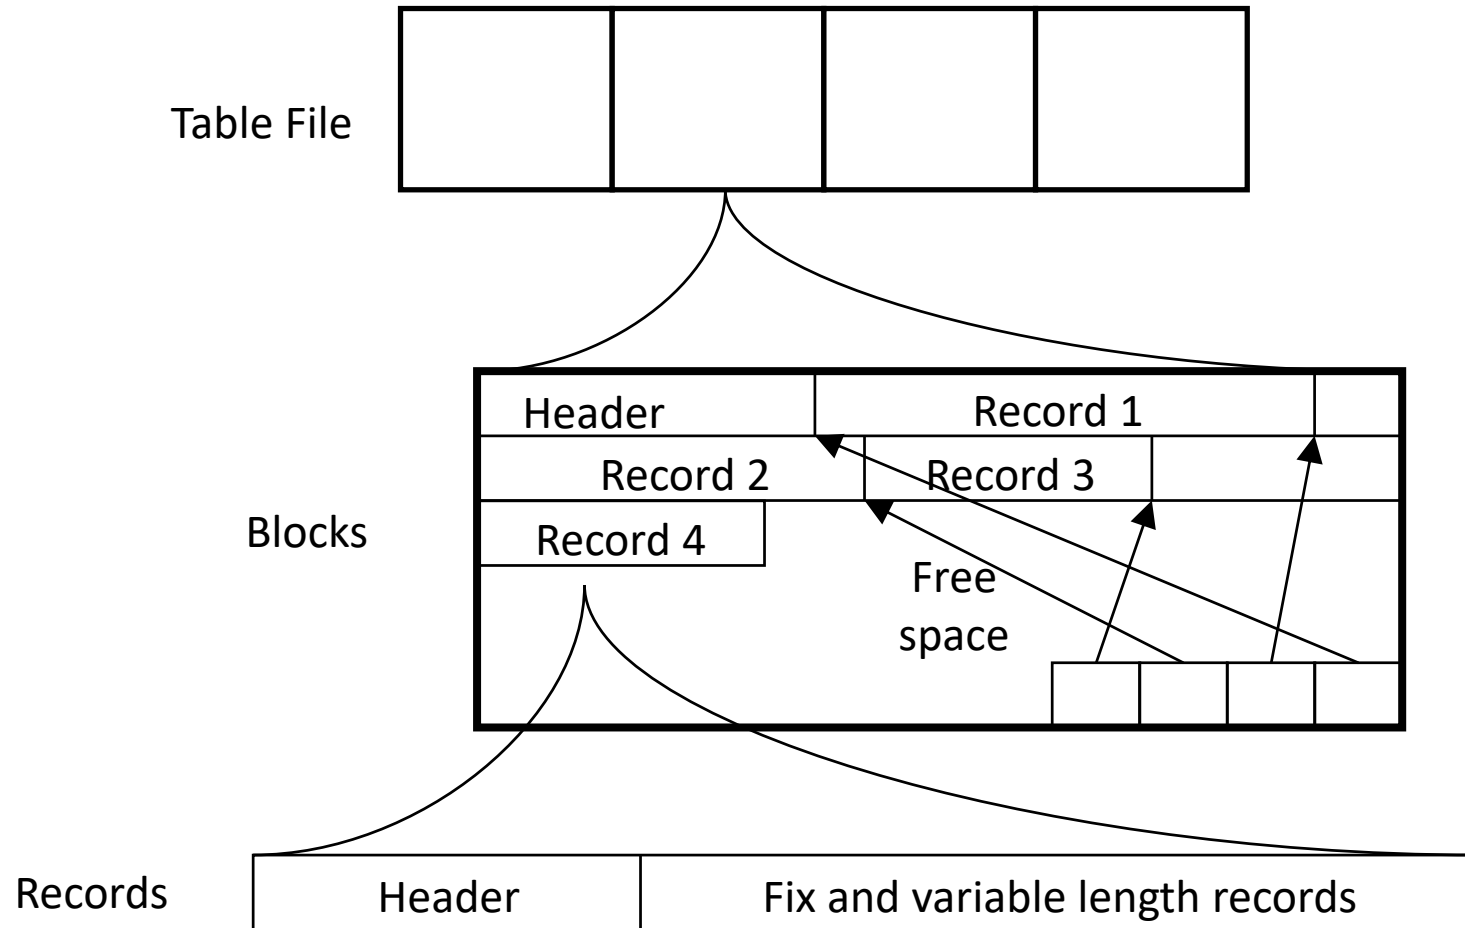 Table File
Header
Record 1
Record 2
Record 3
Blocks
Record 4
Free
space
Records
Header
Fix and variable length records